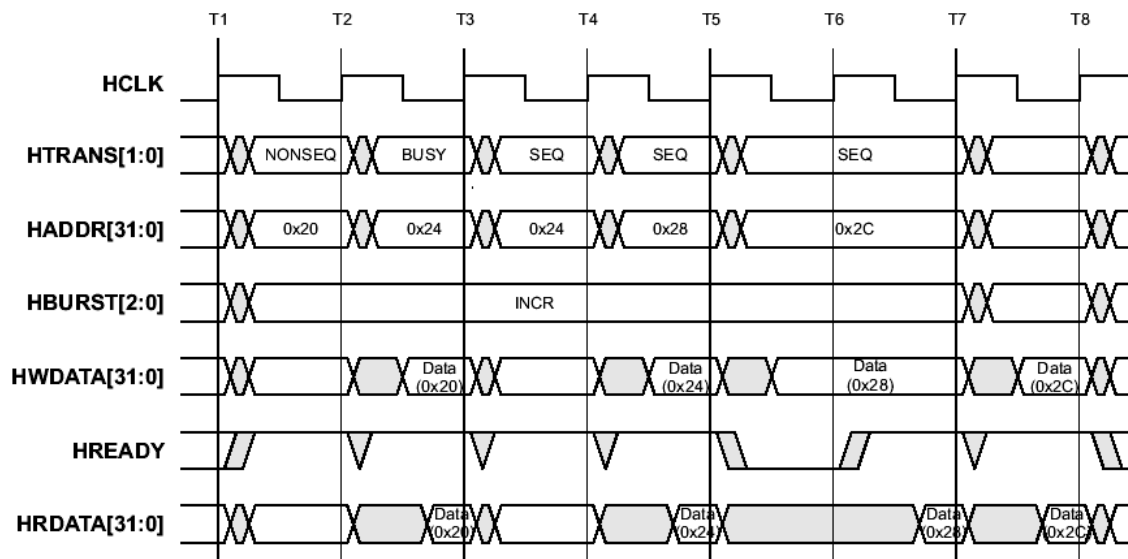 T1 T2 T3 T4 T5 T6 T7 T8
HCLK
HTRANS[1:0] NONSEQ BUSY SEQ SEQ SEQ
HADDR[31:0] 0x20 0x24 0x24 0x28 0x2C
HBURST[2:0] INCR
HWDATA[31:0] Data (0x20) Data (0x24) Data (0x28) Data (0x2C)
HREADY
HRDATA[31:0] Data (0x20) Data (0x24) Data (0x28) Data (0x2C)